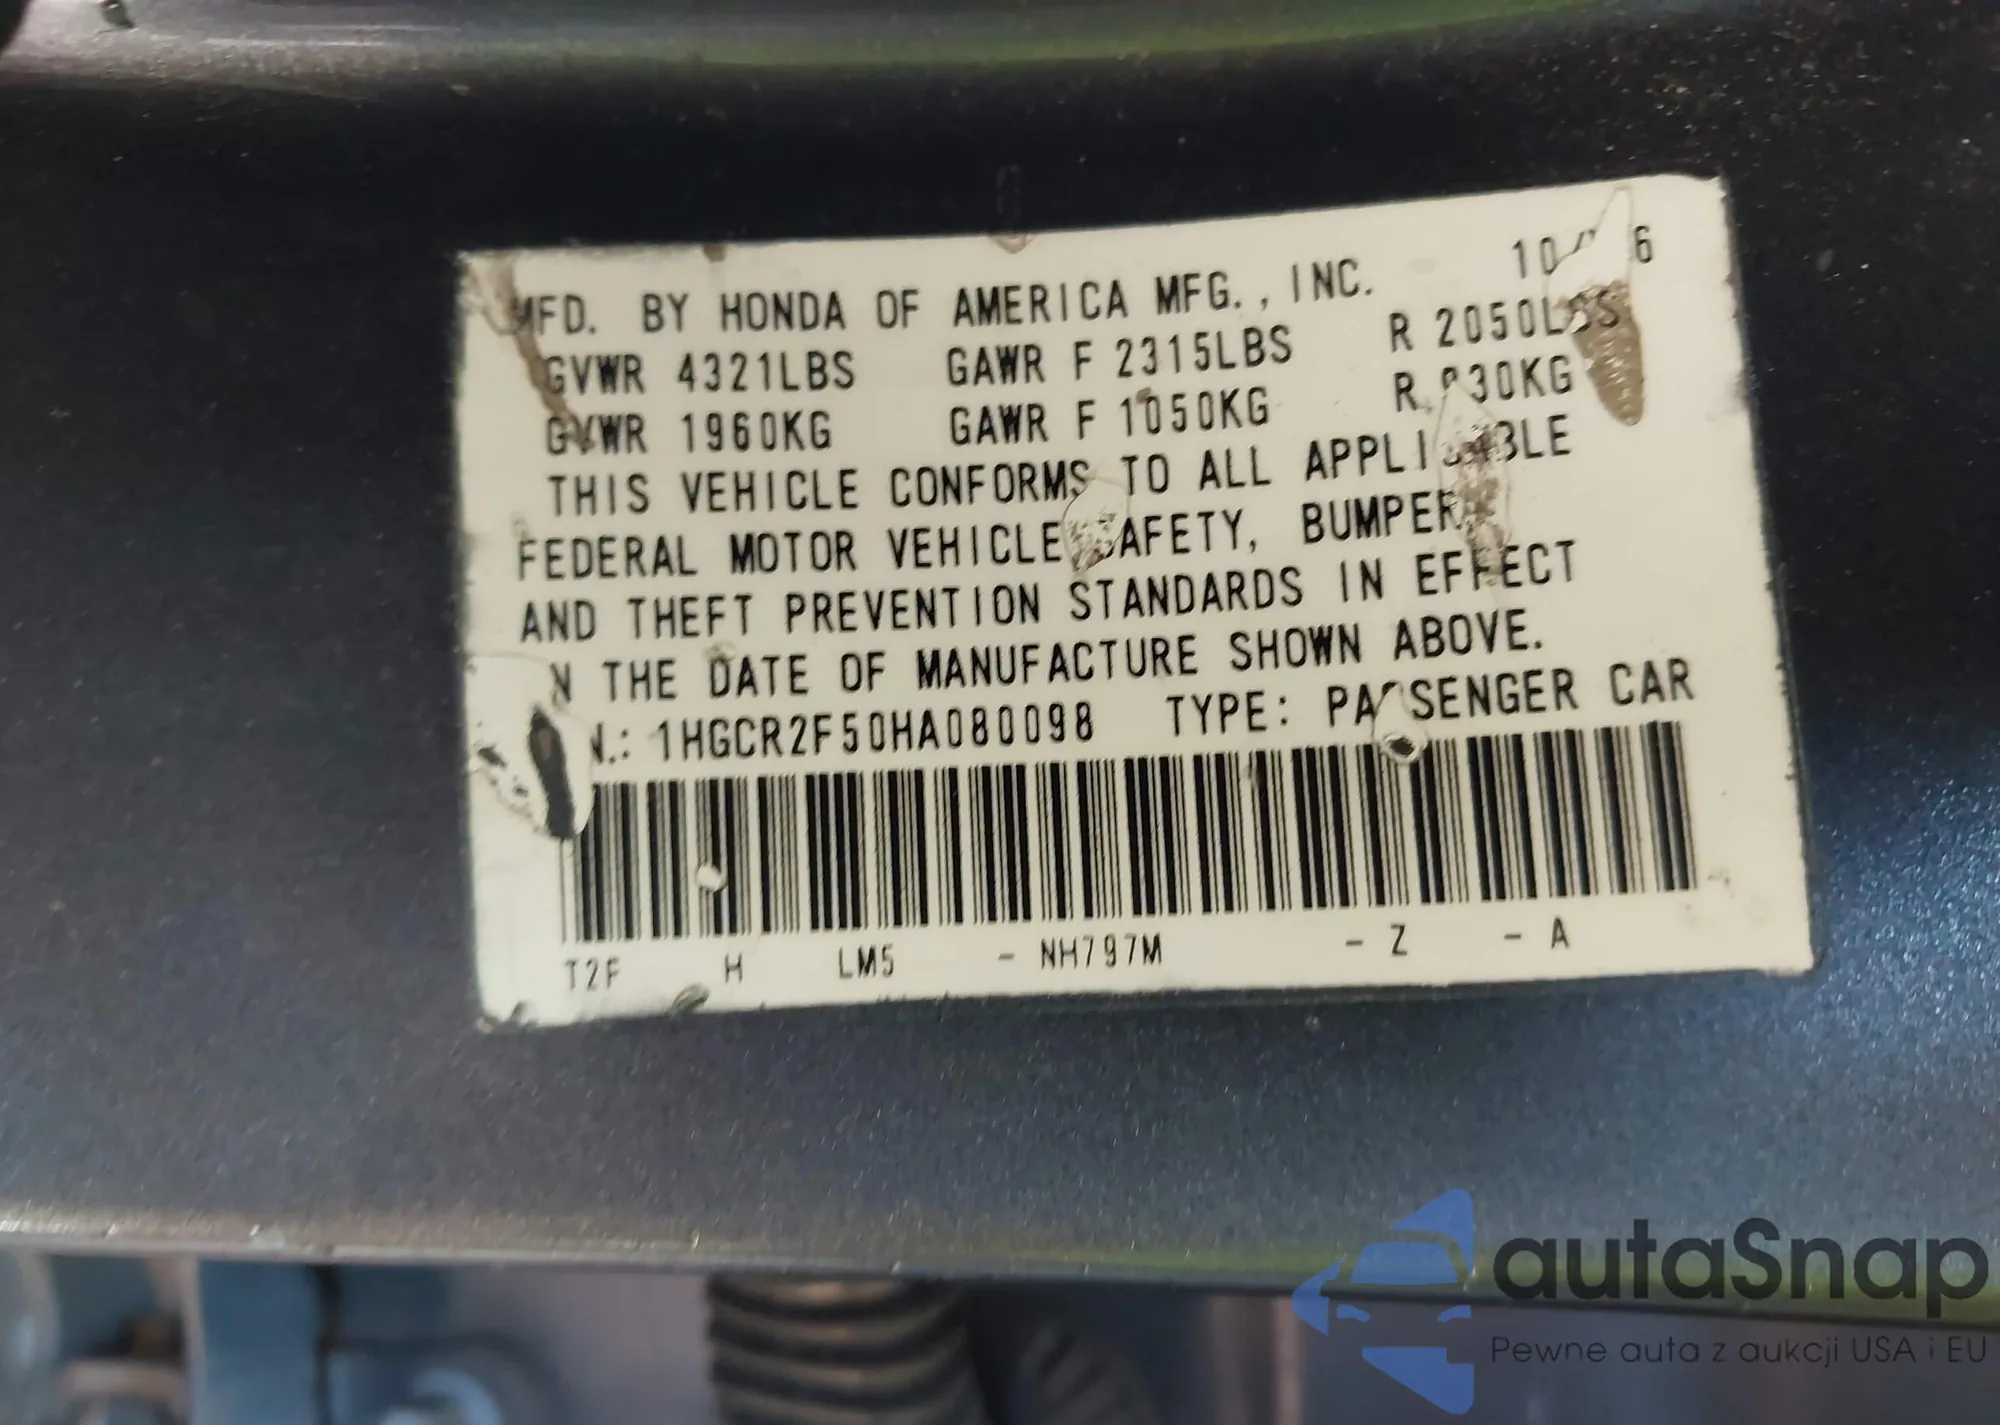 MFD. BY HONDA OF AMERICA MFG., INC.
GVWR 4321LBS GAWR F 2315LBS R 2050LBS
GVWR 1960KG GAWR F 1050KG R 930KG
THIS VEHICLE CONFORMS TO ALL APPLICABLE
FEDERAL MOTOR VEHICLE SAFETY, BUMPER,
AND THEFT PREVENTION STANDARDS IN EFFECT
THE DATE OF MANUFACTURE SHOWN ABOVE.
1HGCR2F50HA080098 TYPE: PASSENGER CAR
T2F H LM5 - NH797M - Z - A
autaSnap
Pewne auta z aukcji USA i EU